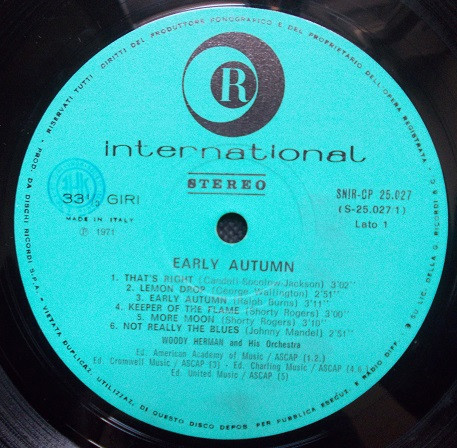 RISERVATI TUTTI I DIRITTI DEL PRODUTTORE FONOGRAFICO E DEL PROPRIETARIO DELL'OPERA REGISTRATA
R
international
STEREO
SNIR-CP 25.027
(S-25.027 1)
Lato 1
33⅓ GIRI
MADE IN ITALY
℗ 1971
EARLY AUTUMN
1. THAT'S RIGHT (Candoli-Socolow-Jackson) 3'02''
2. LEMON DROP (George Wallington) 2'51''
3. EARLY AUTUMN (Ralph Burns) 3'11''
4. KEEPER OF THE FLAME (Shorty Rogers) 3'00''
5. MORE MOON (Shorty Rogers) 3'10''
6. NOT REALLY THE BLUES (Johnny Mandel) 2'51''
WOODY HERMAN and His Orchestra
Ed. American Academy of Music / ASCAP (1.2.)
Ed. Cromwell Music / ASCAP (3) - Ed. Charling Music / ASCAP (4.6.)
Ed. United Music / ASCAP (5)
PROD. DA DISCHI RICORDI S.P.A. - VIETATA DUPLICAZ. UTILIZZAZ. DI QUESTO DISCO PER PUBBLICA ESECUZ. E RADIO DIFF.
SU LIC. DELLA G. RICORDI & C.